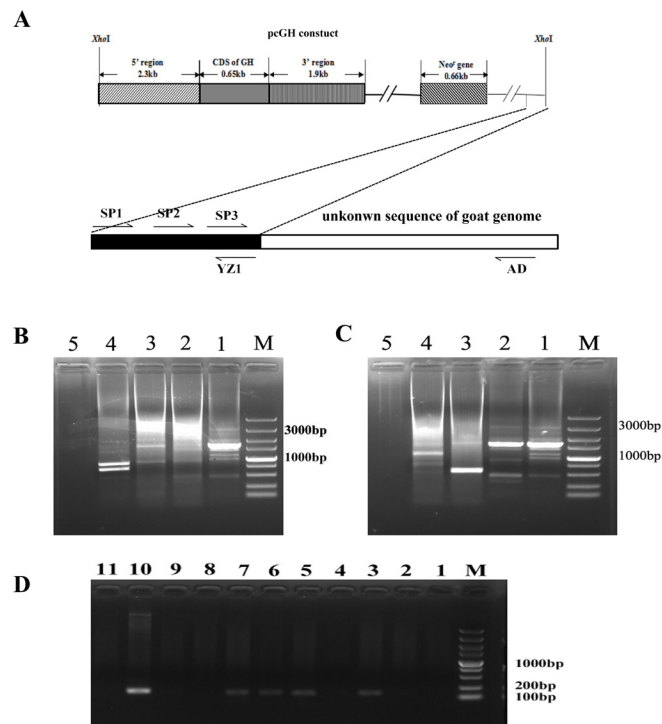 A
pcGH constuct
XhoI
XhoI
5' region
CDS of GH
3' region
Neoʳ gene
2.3kb
0.65kb
1.9kb
0.66kb
SP1
SP2
SP3
unkonwn sequence of goat genome
YZ1
AD
B
5 4 3 2 1 M
3000bp
1000bp
C
5 4 3 2 1 M
3000bp
1000bp
D
11 10 9 8 7 6 5 4 3 2 1 M
1000bp
200bp
100bp